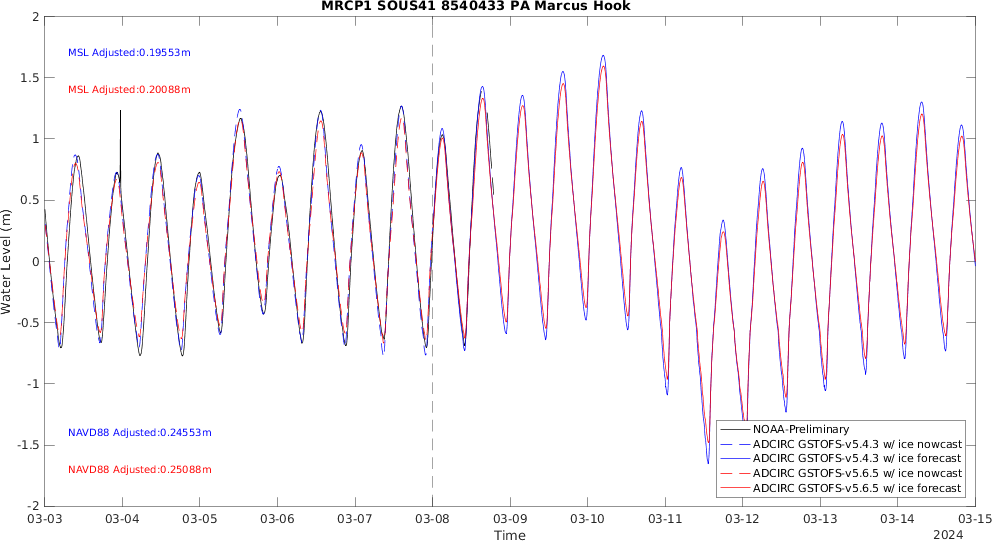 MRCP1 SOUS41 8540433 PA Marcus Hook
2
1.5
1
0.5
0
-0.5
-1
-1.5
-2
Water Level (m)
MSL Adjusted:0.19553m
MSL Adjusted:0.20088m
NAVD88 Adjusted:0.24553m
NAVD88 Adjusted:0.25088m
NOAA-Preliminary
ADCIRC GSTOFS-v5.4.3 w/ ice nowcast
ADCIRC GSTOFS-v5.4.3 w/ ice forecast
ADCIRC GSTOFS-v5.6.5 w/ ice nowcast
ADCIRC GSTOFS-v5.6.5 w/ ice forecast
03-03 03-04 03-05 03-06 03-07 03-08 03-09 03-10 03-11 03-12 03-13 03-14 03-15
Time
2024